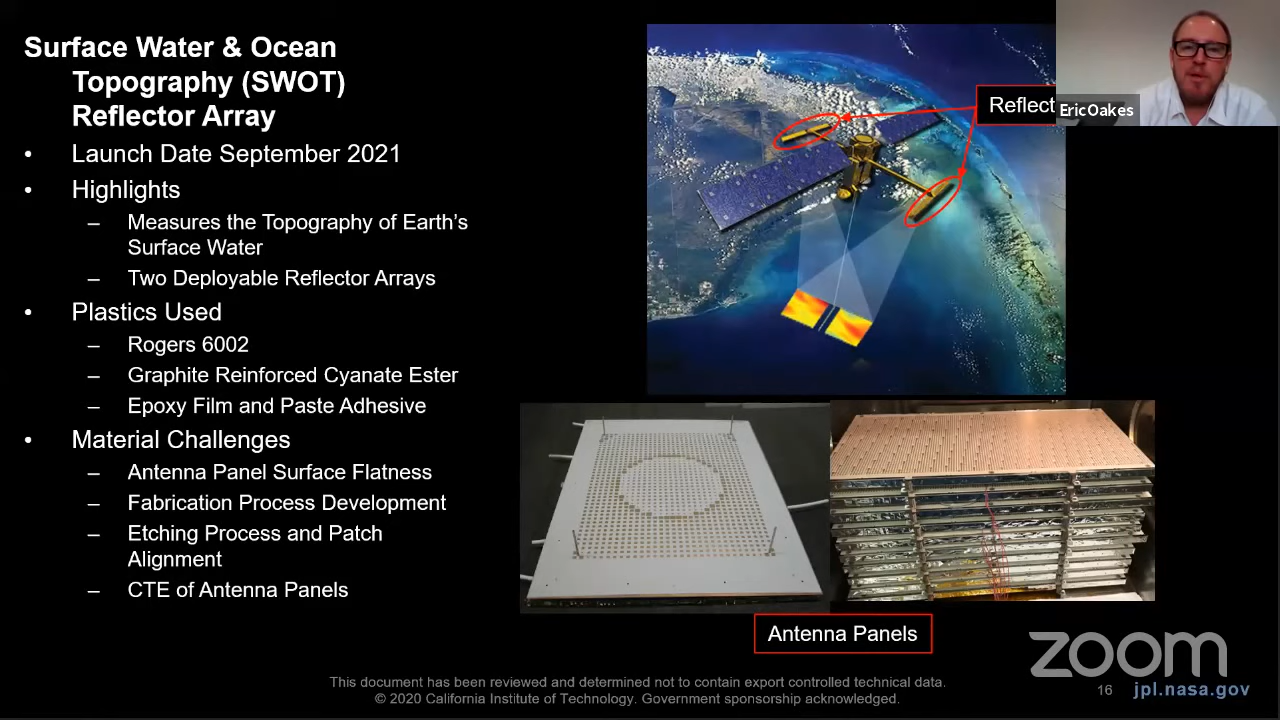 Surface Water & Ocean
Topography (SWOT)
Reflector Array
• Launch Date September 2021
• Highlights
– Measures the Topography of Earth’s
Surface Water
– Two Deployable Reflector Arrays
• Plastics Used
– Rogers 6002
– Graphite Reinforced Cyanate Ester
– Epoxy Film and Paste Adhesive
• Material Challenges
– Antenna Panel Surface Flatness
– Fabrication Process Development
– Etching Process and Patch
Alignment
– CTE of Antenna Panels
Reflect
EricOakes
Antenna Panels
zoom
This document has been reviewed and determined not to contain export controlled technical data.
© 2020 California Institute of Technology. Government sponsorship acknowledged.
16 jpl.nasa.gov